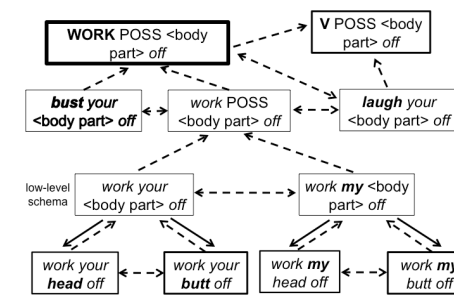 WORK POSS <body
part> off
V POSS <body
part> off
bust your
<body part> off
work POSS
<body part> off
laugh your
<body part> off
low-level
schema
work your
<body part> off
work my <body
part> off
work your
head off
work your
butt off
work my
head off
work my
butt off